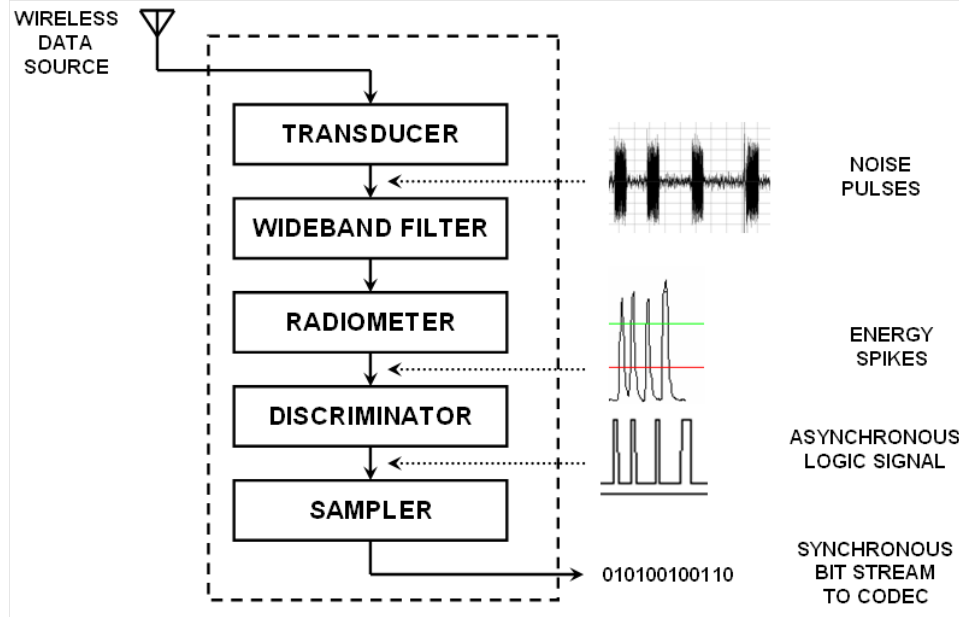 WIRELESS
DATA
SOURCE
TRANSDUCER
NOISE
PULSES
WIDEBAND FILTER
RADIOMETER
ENERGY
SPIKES
DISCRIMINATOR
ASYNCHRONOUS
LOGIC SIGNAL
SAMPLER
010100100110
SYNCHRONOUS
BIT STREAM
TO CODEC